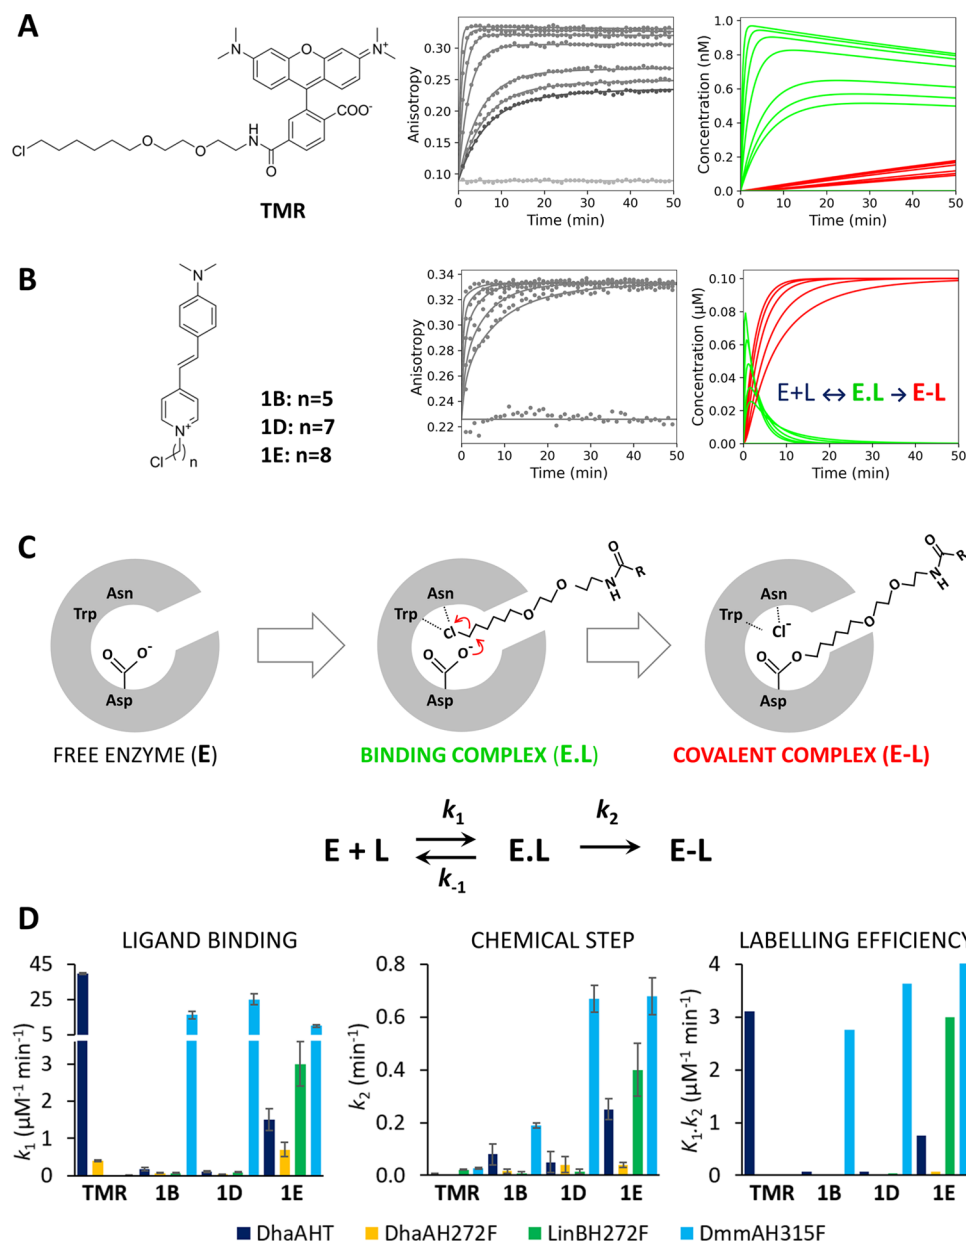 A
N
O
N⁺
COO⁻
Cl
O
O
H
N
O
TMR
Anisotropy
0.30
0.25
0.20
0.15
0.10
0 10 20 30 40 50
Time (min)
Concentration (nM)
1.0
0.8
0.6
0.4
0.2
0.0
0 10 20 30 40 50
Time (min)
B
N
N⁺
Cl
n
1B: n=5
1D: n=7
1E: n=8
Anisotropy
0.34
0.32
0.30
0.28
0.26
0.24
0.22
0 10 20 30 40 50
Time (min)
Concentration (µM)
0.10
0.08
0.06
0.04
0.02
0.00
E+L ↔ E.L → E-L
0 10 20 30 40 50
Time (min)
C
Asn
Trp
O
O⁻
Asp
FREE ENZYME (E)
Asn
Trp
Cl
O
O⁻
Asp
O
O
N
H
O
R
BINDING COMPLEX (E.L)
Asn
Trp
Cl⁻
O
O
Asp
O
O
N
H
O
R
COVALENT COMPLEX (E-L)
k₁
k₂
E + L
E.L
E-L
k₋₁
D
LIGAND BINDING
k₁ (µM⁻¹ min⁻¹)
45
25
5
3
2
1
0
TMR 1B 1D 1E
CHEMICAL STEP
k₂ (min⁻¹)
0.8
0.6
0.4
0.2
0.0
TMR 1B 1D 1E
LABELLING EFFICIENCY
K₁.k₂ (µM⁻¹ min⁻¹)
4
3
2
1
0
TMR 1B 1D 1E
DhaAHT DhaAH272F LinBH272F DmmAH315F